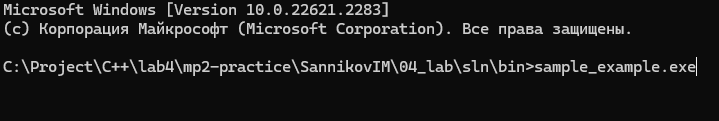 Microsoft Windows [Version 10.0.22621.2283]
(c) Корпорация Майкрософт (Microsoft Corporation). Все права защищены.
C:\Project\C++\lab4\mp2-practice\SannikovIM\04_lab\sln\bin>sample_example.exe